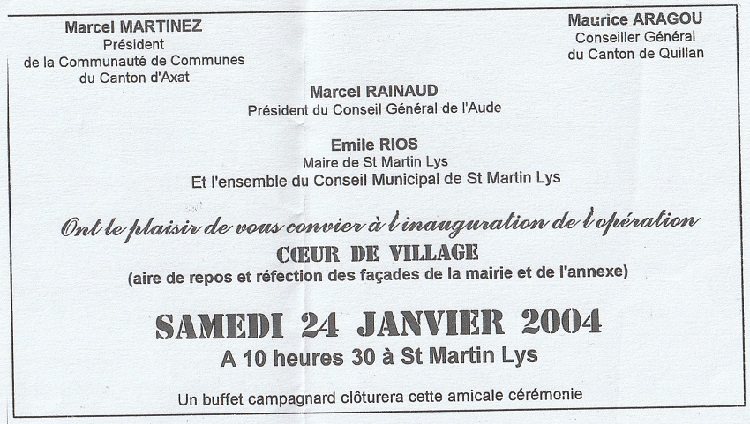 Marcel MARTINEZ
Président
de la Communauté de Communes
du Canton d'Axat
Maurice ARAGOU
Conseiller Général
du Canton de Quillan
Marcel RAINAUD
Président du Conseil Général de l'Aude
Emile RIOS
Maire de St Martin Lys
Et l'ensemble du Conseil Municipal de St Martin Lys
Ont le plaisir de vous convier à l'inauguration de l'opération
CŒUR DE VILLAGE
(aire de repos et réfection des façades de la mairie et de l'annexe)
SAMEDI 24 JANVIER 2004
A 10 heures 30 à St Martin Lys
Un buffet campagnard clôturera cette amicale cérémonie